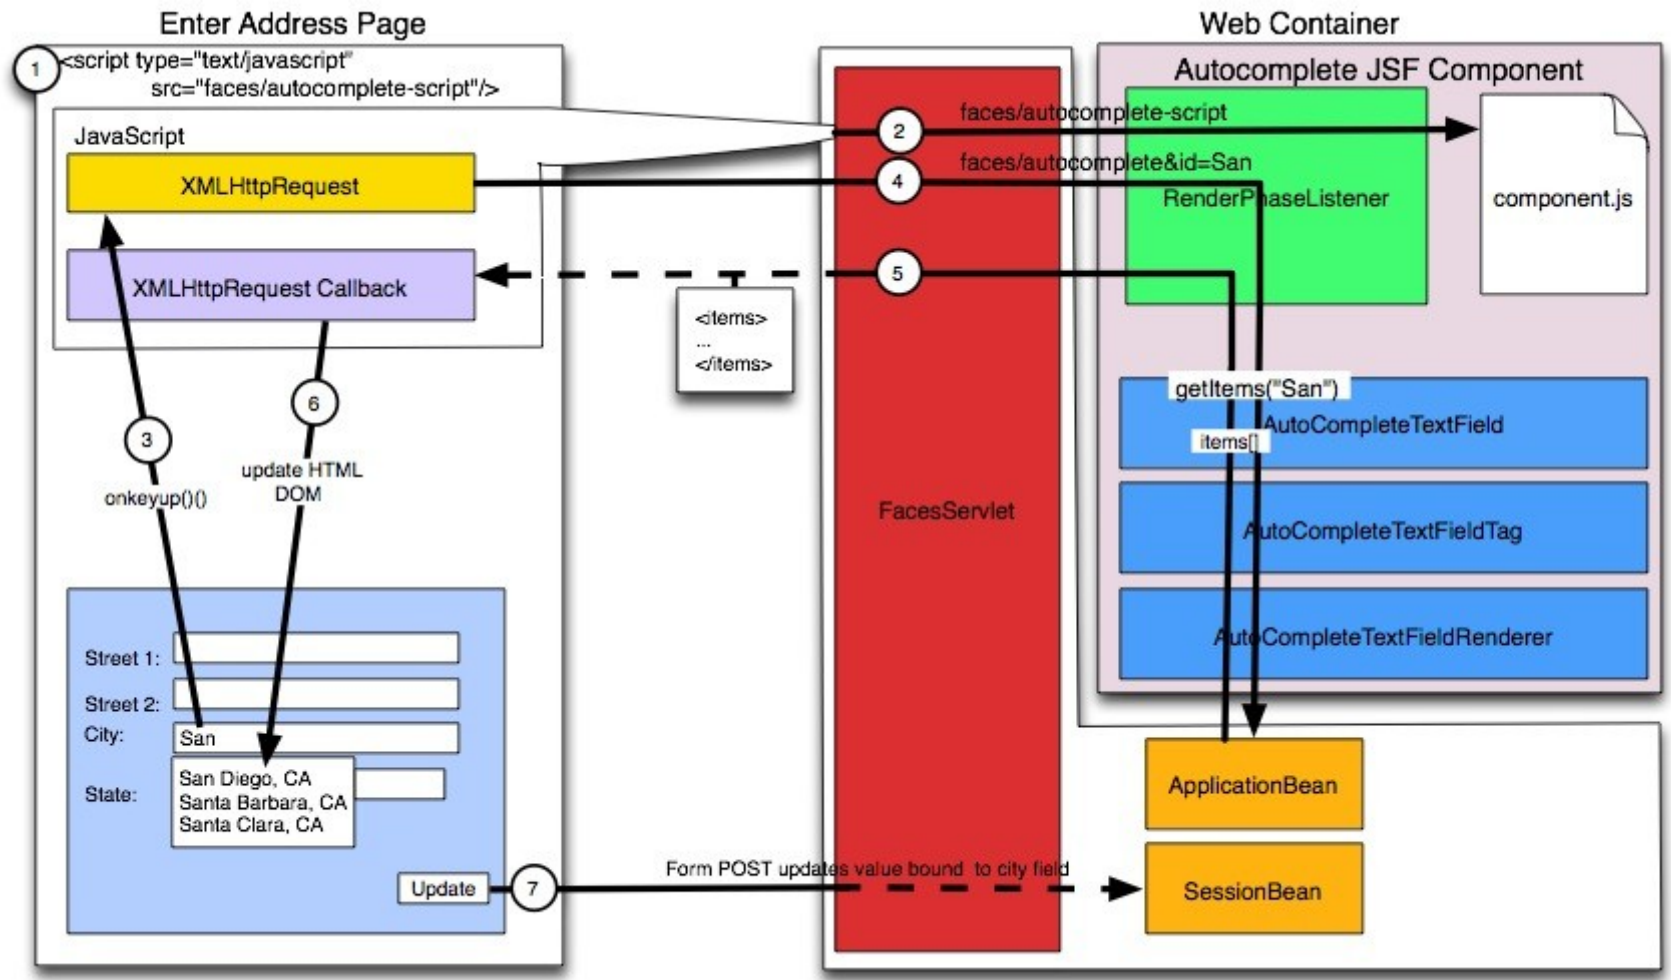 Enter Address Page
Web Container
1
<script type="text/javascript"
src="faces/autocomplete-script"/>
Autocomplete JSF Component
JavaScript
2
faces/autocomplete-script
XMLHttpRequest
4
faces/autocomplete&id=San
RenderPhaseListener
component.js
XMLHttpRequest Callback
5
<items>
...
</items>
6
3
update HTML
DOM
onkeyup()()
getItems("San")
items[]
AutoCompleteTextField
FacesServlet
AutoCompleteTextFieldTag
AutoCompleteTextFieldRenderer
Street 1:
Street 2:
City:
San
State:
San Diego, CA
Santa Barbara, CA
Santa Clara, CA
ApplicationBean
Update
7
Form POST updates value bound to city field
SessionBean